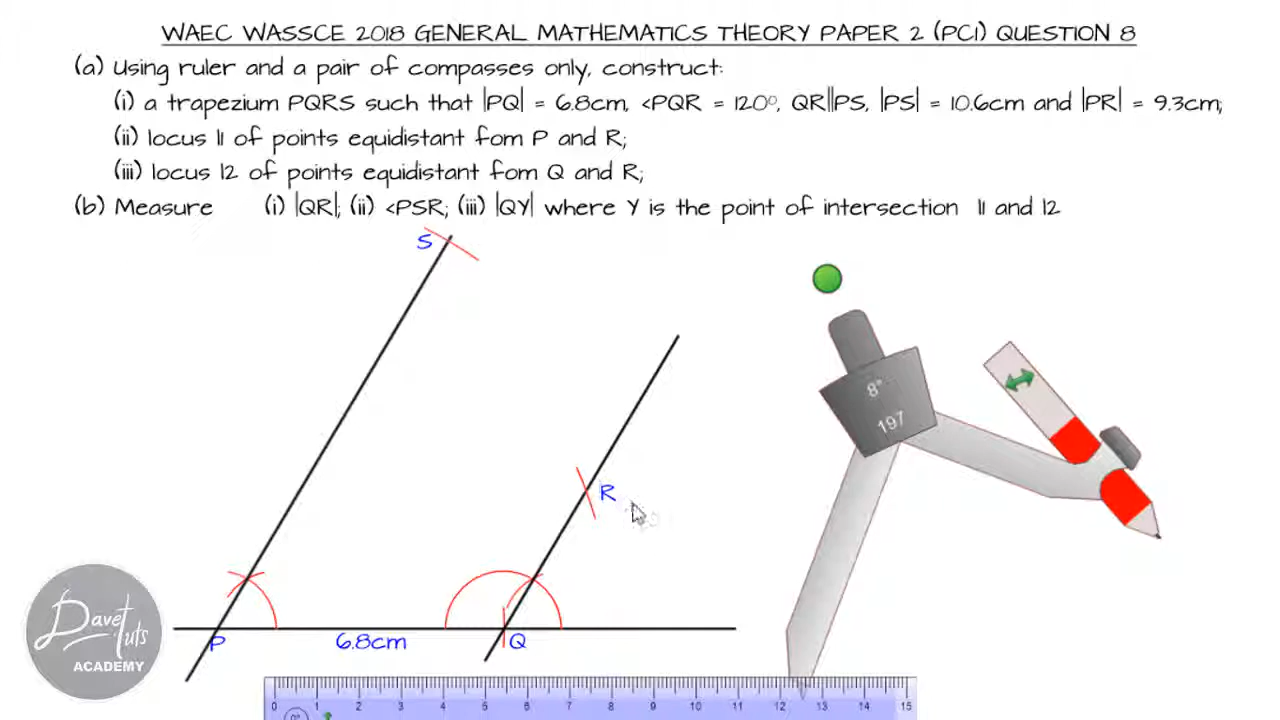 WAEC WASSCE 2018 GENERAL MATHEMATICS THEORY PAPER 2 (PC1) QUESTION 8
(a) Using ruler and a pair of compasses only, construct:
(i) a trapezium PQRS such that |PQ| = 6.8cm, <PQR = 120°, QR||PS, |PS| = 10.6cm and |PR| = 9.3cm;
(ii) locus l1 of points equidistant fom P and R;
(iii) locus l2 of points equidistant fom Q and R;
(b) Measure (i) |QR|; (ii) <PSR; (iii) |QY| where Y is the point of intersection l1 and l2
S
8°
197
R
P 6.8cm Q
Davet
tuts
ACADEMY
0 1 2 3 4 5 6 7 8 9 10 11 12 13 14 15
0°